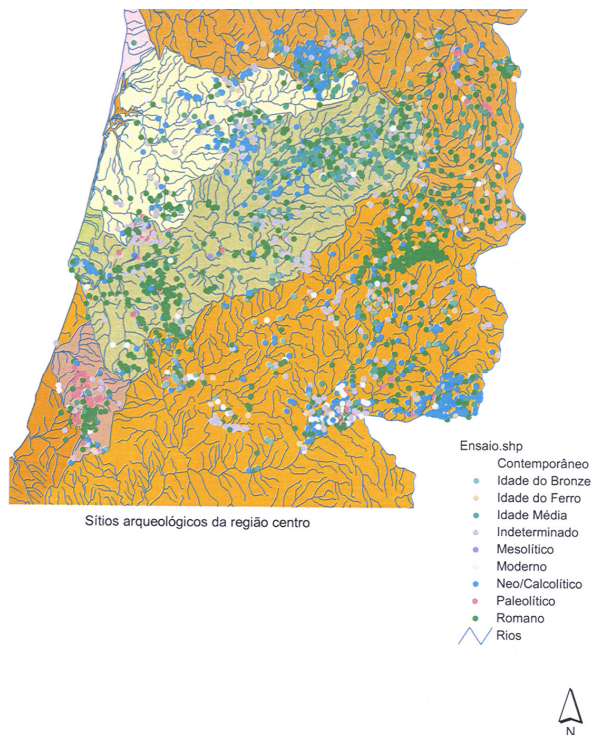 Sítios arqueológicos da região centro
Ensaio.shp
Contemporâneo
Idade do Bronze
Idade do Ferro
Idade Média
Indeterminado
Mesolítico
Moderno
Neo/Calcolítico
Paleolítico
Romano
Rios
N